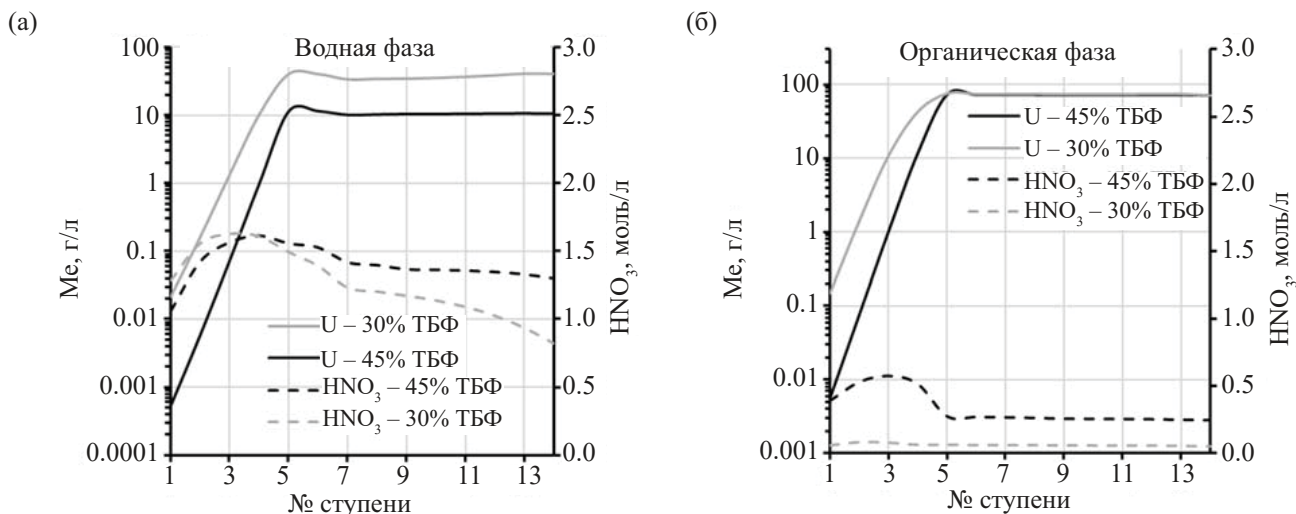 (а)
Водная фаза
100
10
1
0.1
0.01
0.001
0.0001
Me, г/л
3.0
2.5
2.0
1.5
1.0
0.5
0.0
HNO₃, моль/л
U – 30% ТБФ
U – 45% ТБФ
HNO₃ – 45% ТБФ
HNO₃ – 30% ТБФ
1 3 5 7 9 11 13
№ ступени
(б)
Органическая фаза
100
10
1
0.1
0.01
0.001
Me, г/л
3.0
2.5
2.0
1.5
1.0
0.5
0.0
HNO₃, моль/л
U – 45% ТБФ
U – 30% ТБФ
HNO₃ – 45% ТБФ
HNO₃ – 30% ТБФ
1 3 5 7 9 11 13
№ ступени